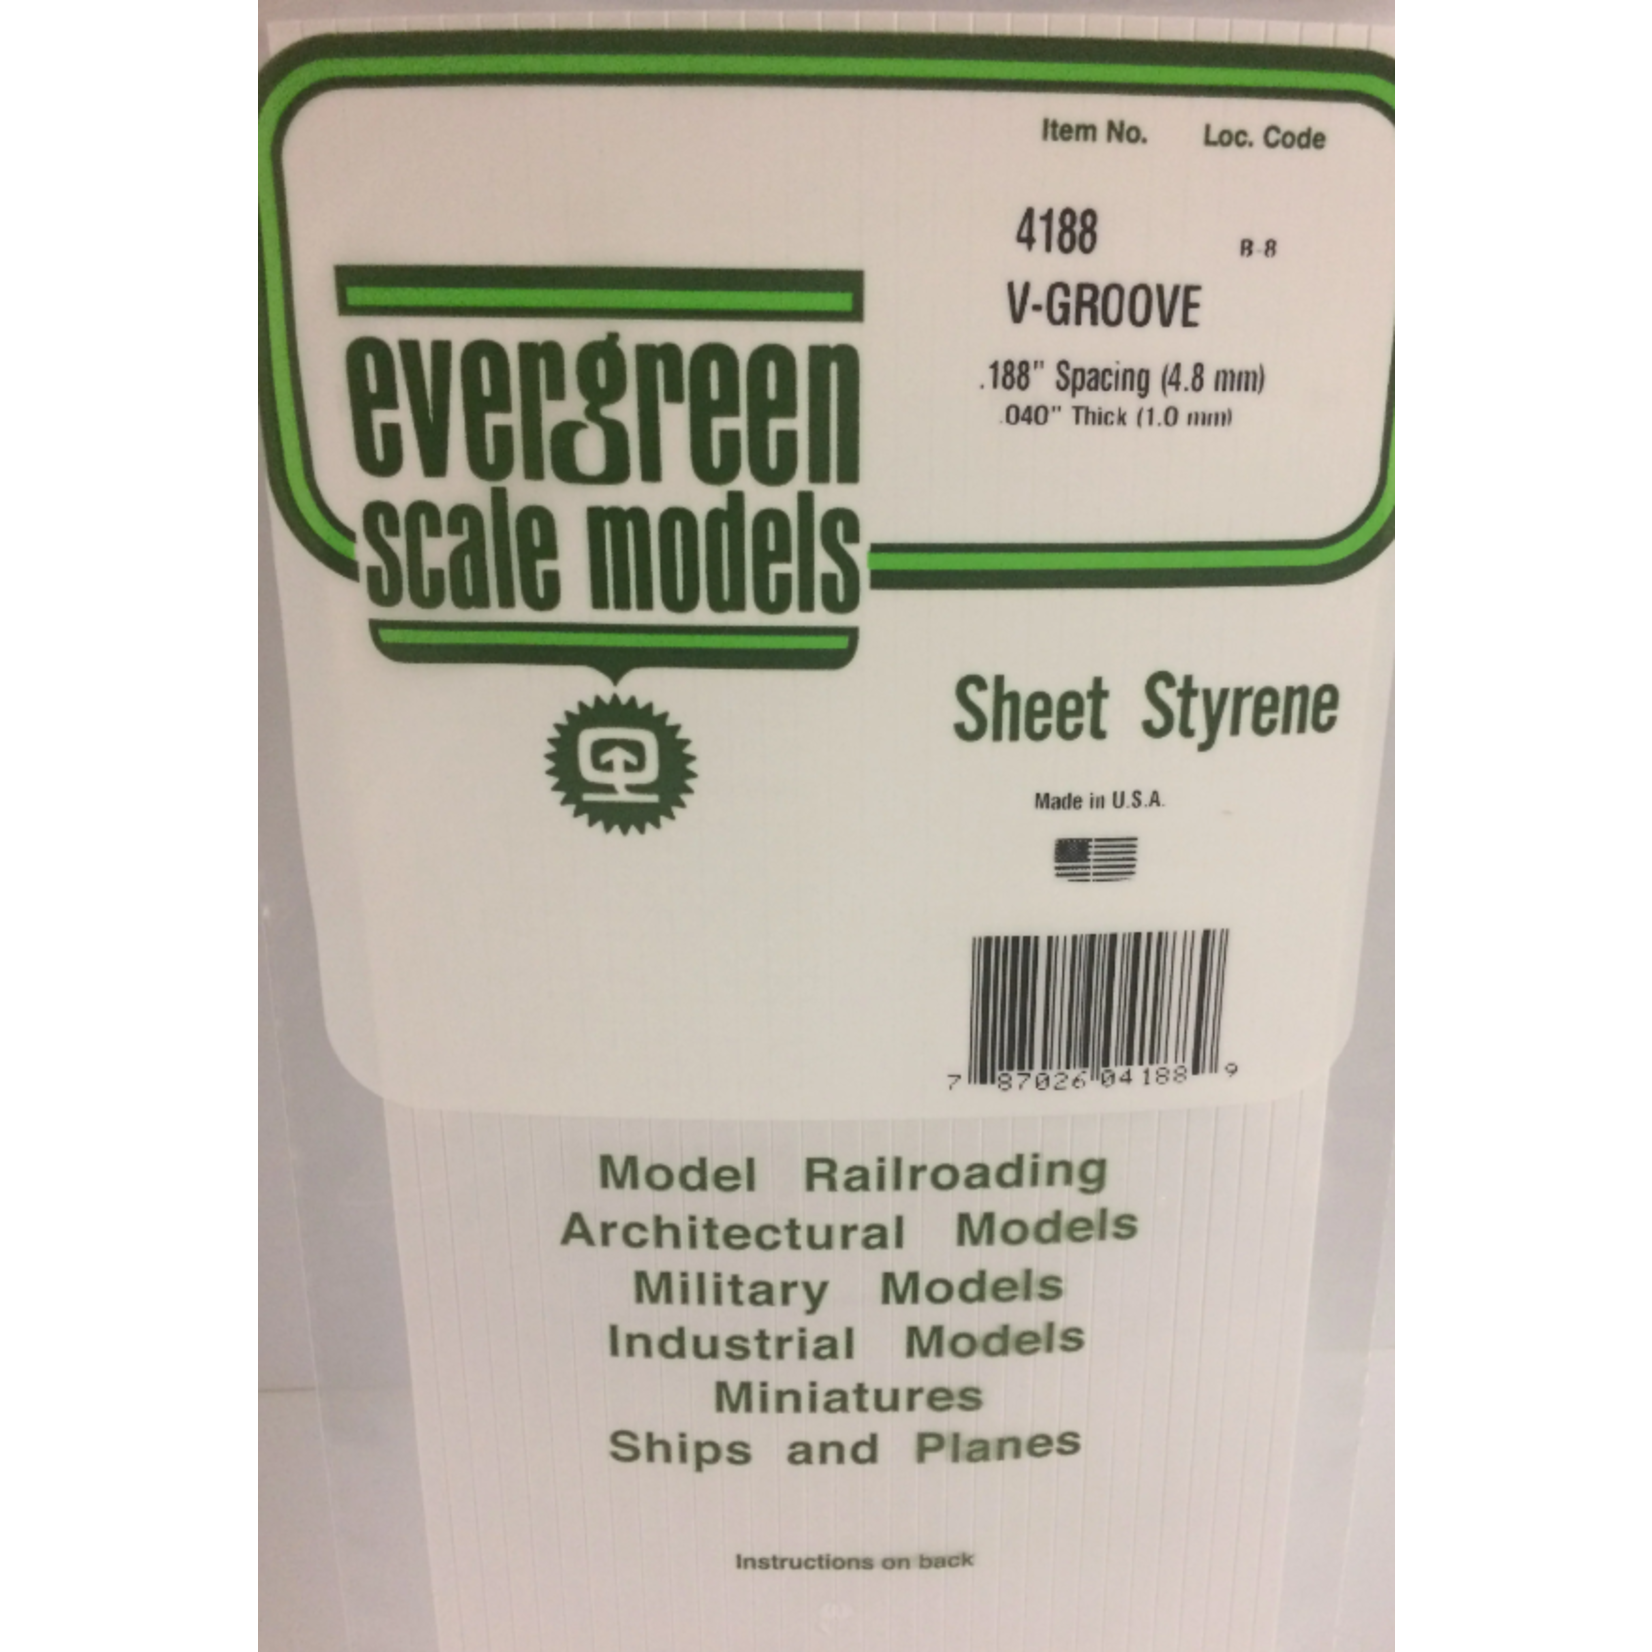 Item No. Loc. Code
4188 B-8
V-GROOVE
.188" Spacing (4.8 mm)
.040" Thick (1.0 mm)
evergreen
scale models
Sheet Styrene
Made in U.S.A.
7 87026 04188 9
Model Railroading
Architectural Models
Military Models
Industrial Models
Miniatures
Ships and Planes
Instructions on back